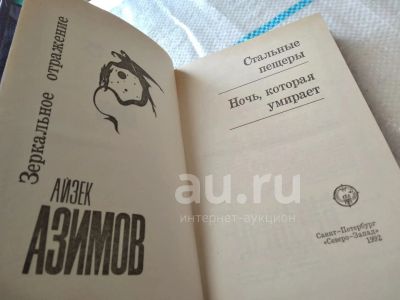 Зеркальное отражение
АЙЗЕК
АЗИМОВ
Стальные
пещеры
Ночь, которая
умирает
Санкт-Петербург
«Северо-Запад»
1992
au.ru
интернет-аукцион